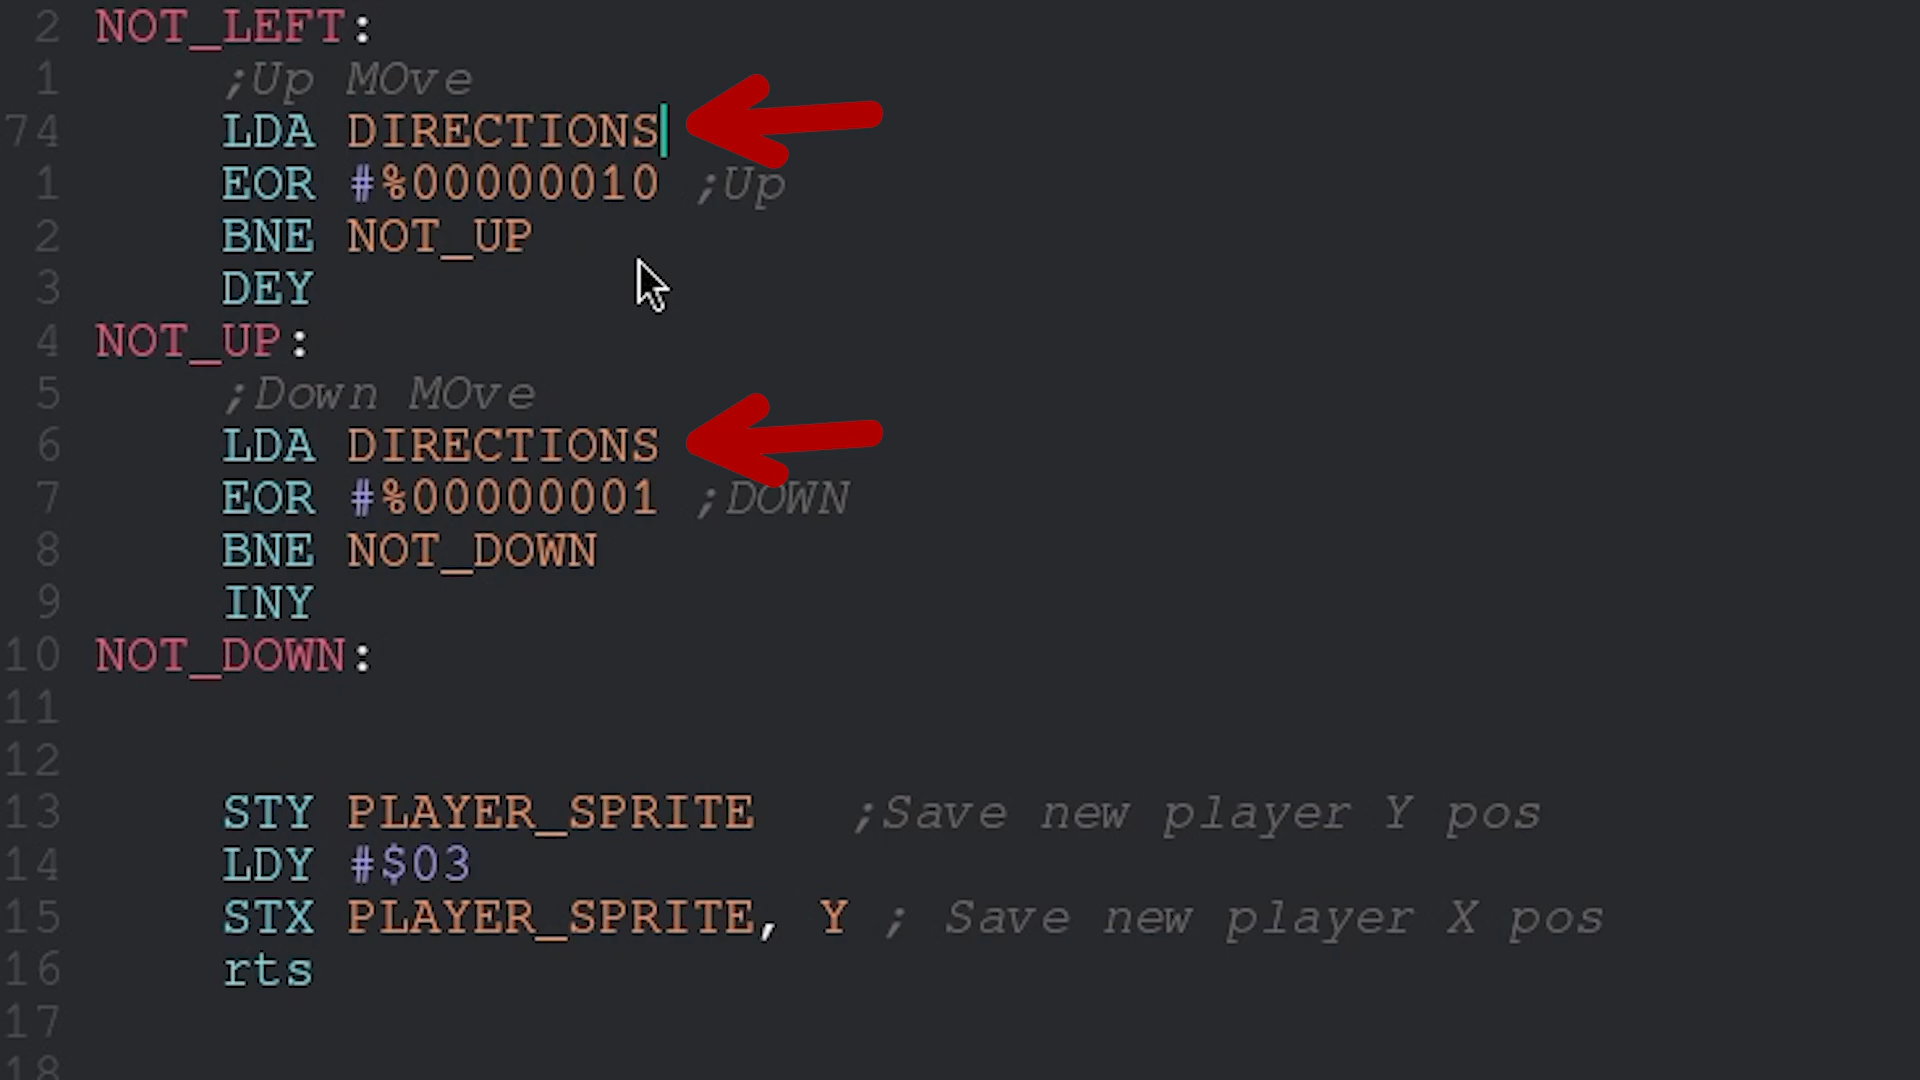 2 NOT_LEFT:
1 ;Up MOve
74 LDA DIRECTIONS
1 EOR #%00000010 ;Up
2 BNE NOT_UP
3 DEY
4 NOT_UP:
5 ;Down MOve
6 LDA DIRECTIONS
7 EOR #%00000001 ;DOWN
8 BNE NOT_DOWN
9 INY
10 NOT_DOWN:
11
12
13 STY PLAYER_SPRITE ;Save new player Y pos
14 LDY #$03
15 STX PLAYER_SPRITE, Y ; Save new player X pos
16 rts
17
18